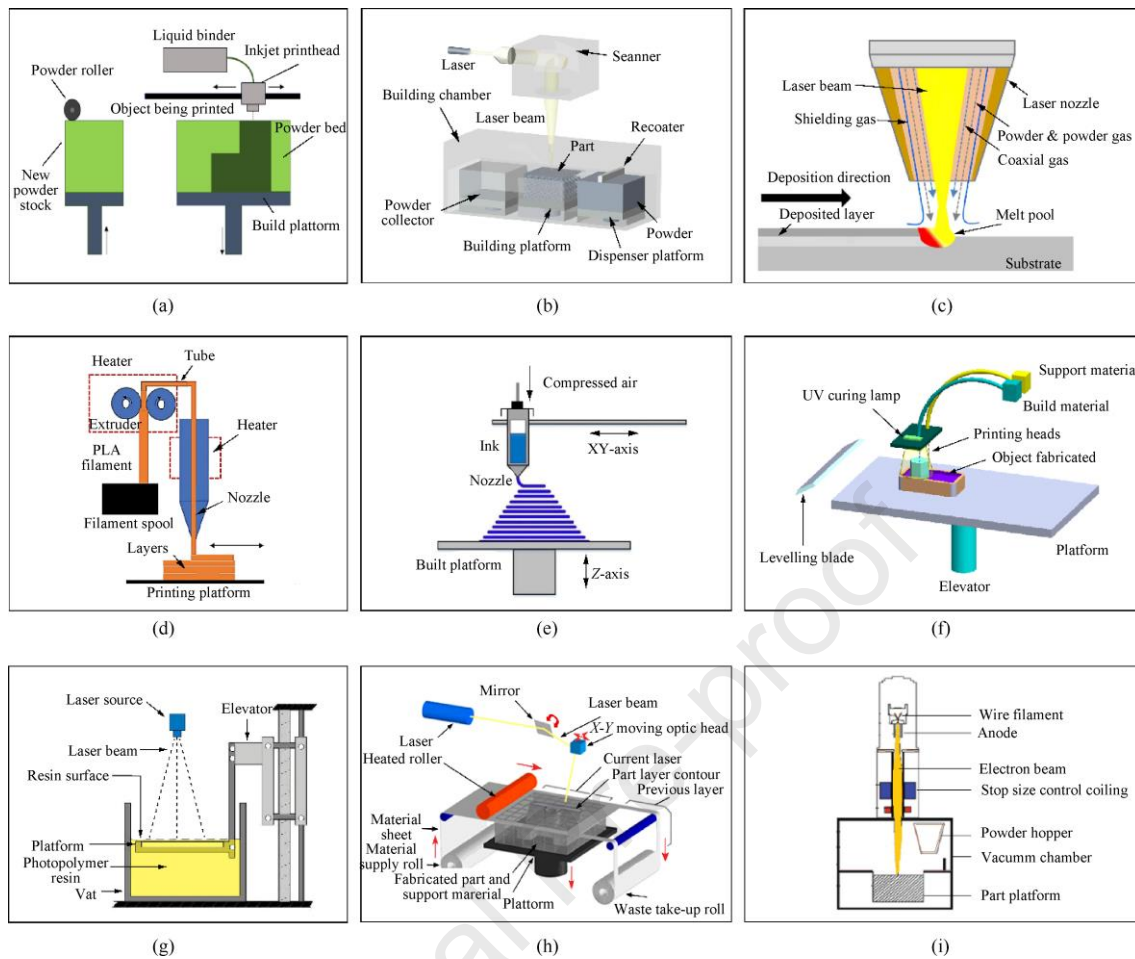 Liquid binder
Inkjet printhead
Powder roller
Object being printed
Powder bed
New
powder
stock
Build plattorm
(a)
Seanner
Laser
Building chamber
Laser beam
Recoater
Part
Powder
collector
Powder
Building platform
Dispenser platform
(b)
Laser beam
Laser nozzle
Shielding gas
Powder & powder gas
Coaxial gas
Deposition direction
Deposited layer
Melt pool
Substrate
(c)
Tube
Heater
Extruder
Heater
PLA
filament
Nozzle
Filament spool
Layers
Printing platform
(d)
Compressed air
Ink
XY-axis
Nozzle
Built platform
Z-axis
(e)
Support material
UV curing lamp
Build material
Printing heads
Object fabricated
Levelling blade
Platform
Elevator
(f)
Laser source
Elevator
Laser beam
Resin surface
Platform
Photopolymer
resin
Vat
(g)
Mirror
Laser beam
X-Y moving optic head
Laser
Heated roller
Current laser
Part layer contour
Previous layer
Material
sheet
Material
supply roll
Fabricated part and
support marerial
Plattorm
Waste take-up roll
(h)
Wire filament
Anode
Electron beam
Stop size control coiling
Powder hopper
Vacumm chamber
Part platform
(i)